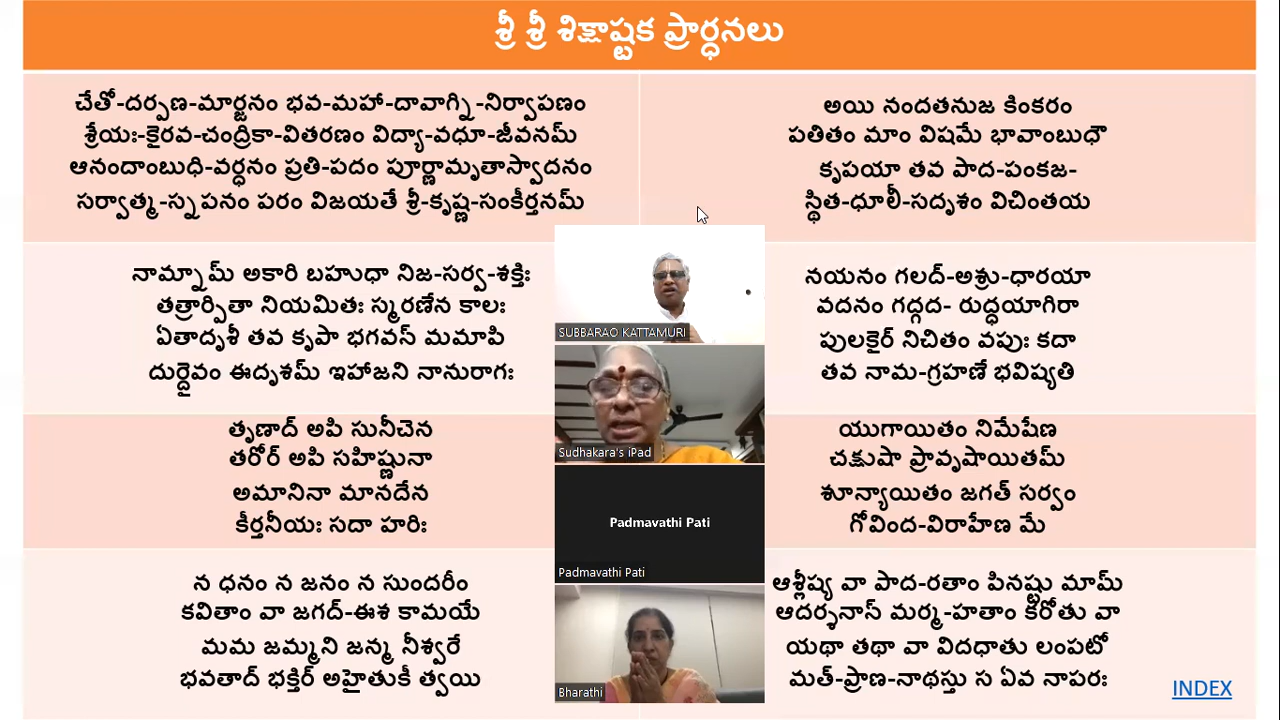 శ్రీ శ్రీ శిక్షాష్టక ప్రార్ధనలు
చేతో-దర్పణ-మార్జనం భవ-మహా-దావాగ్ని-నిర్వాపణం
శ్రేయః-కైరవ-చంద్రికా-వితరణం విద్యా-వధూ-జీవనమ్
ఆనందాంబుధి-వర్ధనం ప్రతి-పదం పూర్ణామృతాస్వాదనం
సర్వాత్మ-స్నపనం పరం విజయతే శ్రీ-కృష్ణ-సంకీర్తనమ్
నామ్నామ్ అకారి బహుధా నిజ-సర్వ-శక్తిః
తత్రార్పితా నియమితః స్మరణేన కాలః
ఏతాదృశీ తవ కృపా భగవన్ మమాపి
దుర్దైవం ఈదృశమ్ ఇహాజని నానురాగః
తృణాద్ అపి సునీచెన
తరోర్ అపి సహిష్ణునా
అమానినా మానదేన
కీర్తనీయః సదా హరిః
న ధనం న జనం న సుందరీం
కవితాం వా జగద్-ఈశ కామయే
మమ జమ్మని జన్మ నీశ్వరే
భవతాద్ భక్తిర్ అహైతుకీ త్వయి
అయి నందతనుజ కింకరం
పతితం మాం విషమే భావాంబుధౌ
కృపయా తవ పాద-పంకజ-
స్థిత-ధూలీ-సదృశం విచింతయ
నయనం గలద్-అశ్రు-ధారయా
వదనం గద్గద- రుద్ధయాగిరా
పులకైర్ నిచితం వపుః కదా
తవ నామ-గ్రహణే భవిష్యతి
యుగాయితం నిమేషేణ
చక్షుషా ప్రావృషాయితమ్
శూన్యాయితం జగత్ సర్వం
గోవింద-విరాహేణ మే
ఆశ్లీష్య వా పాద-రతాం పినష్టు మామ్
ఆదర్శనాస్ మర్మ-హతాం కరోతు వా
యథా తథా వా విదధాతు లంపటో
మత్-ప్రాణ-నాథస్తు స ఏవ నాపరః
SUBBARAO KATTAMURI
Sudhakara's iPad
Padmavathi Pati
Padmavathi Pati
Bharathi
INDEX